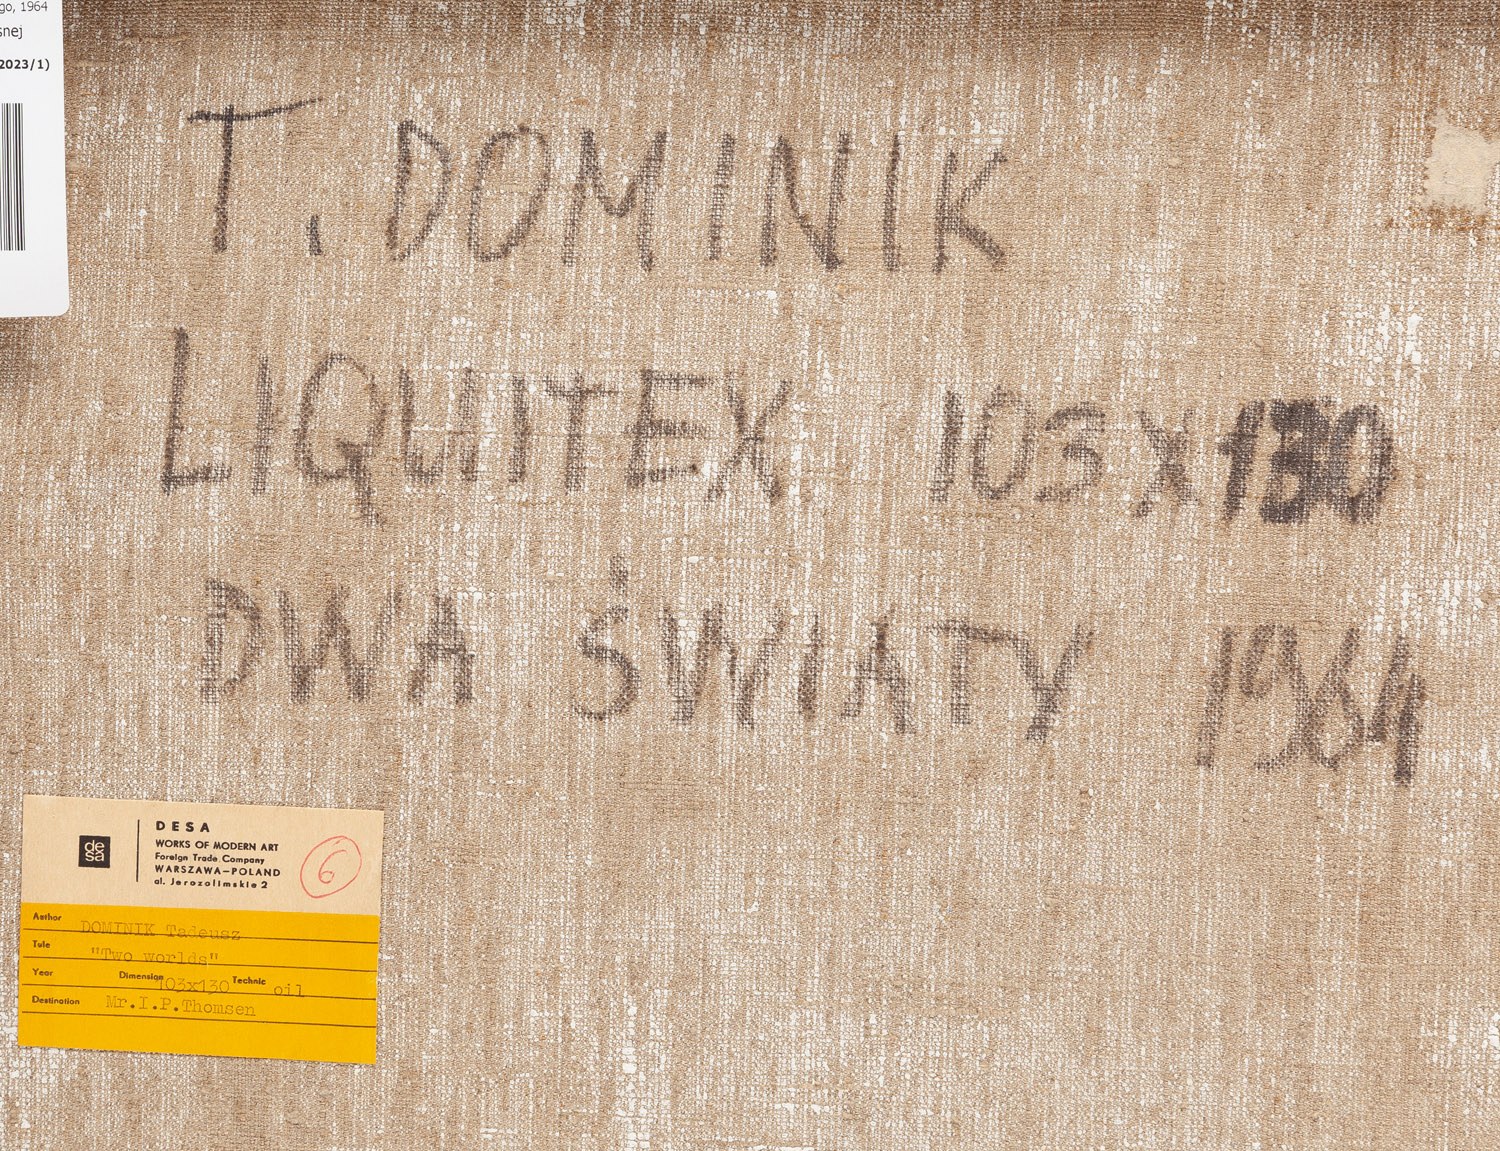 go, 1964
snej
2023/1)
T. DOMINIK
LIQUITEX 103 X 130
DWA ŚWIATY 1964
de
sa
DESA
WORKS OF MODERN ART
Foreign Trade Company
WARSZAWA—POLAND
al. Jerozolimskie 2
6
Author DOMINIK Tadeusz
Title "Two worlds"
Year Dimension 103x130 Technic oil
Destination Mr.I.P.Thomsen